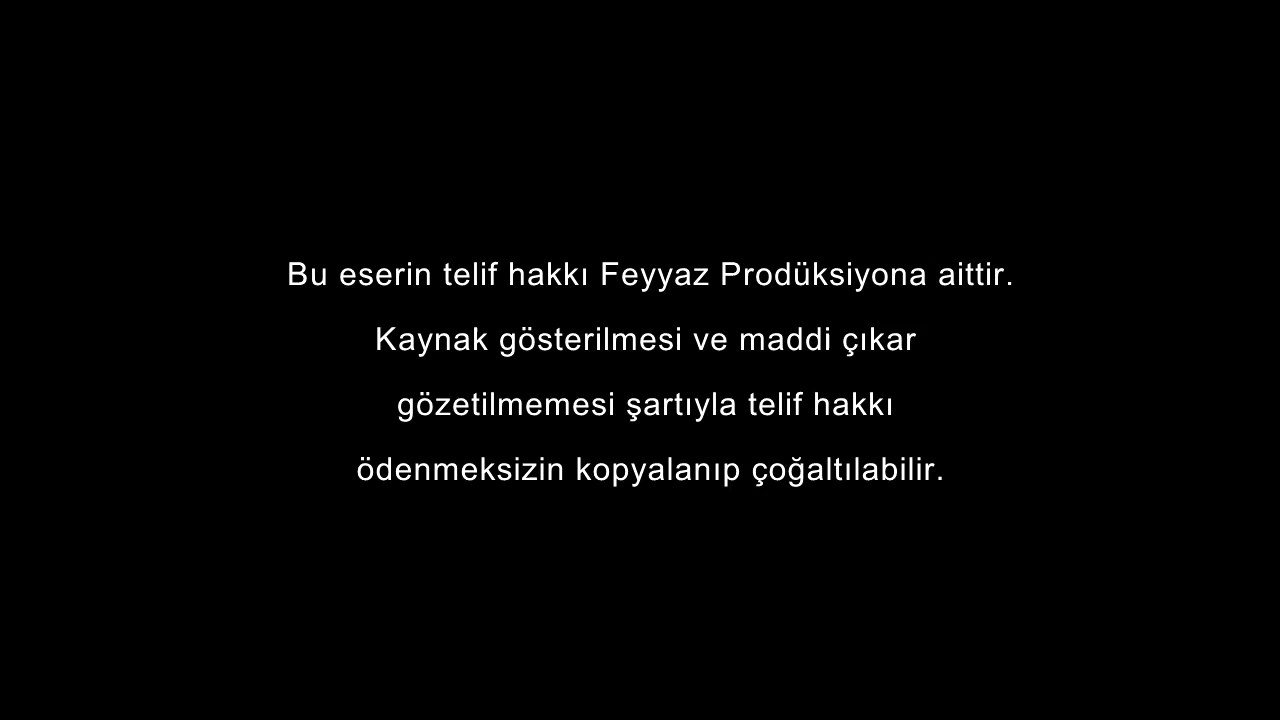 Bu eserin telif hakkı Feyyaz Prodüksiyona aittir.
Kaynak gösterilmesi ve maddi çıkar
gözetilmemesi şartıyla telif hakkı
ödenmeksizin kopyalanıp çoğaltılabilir.